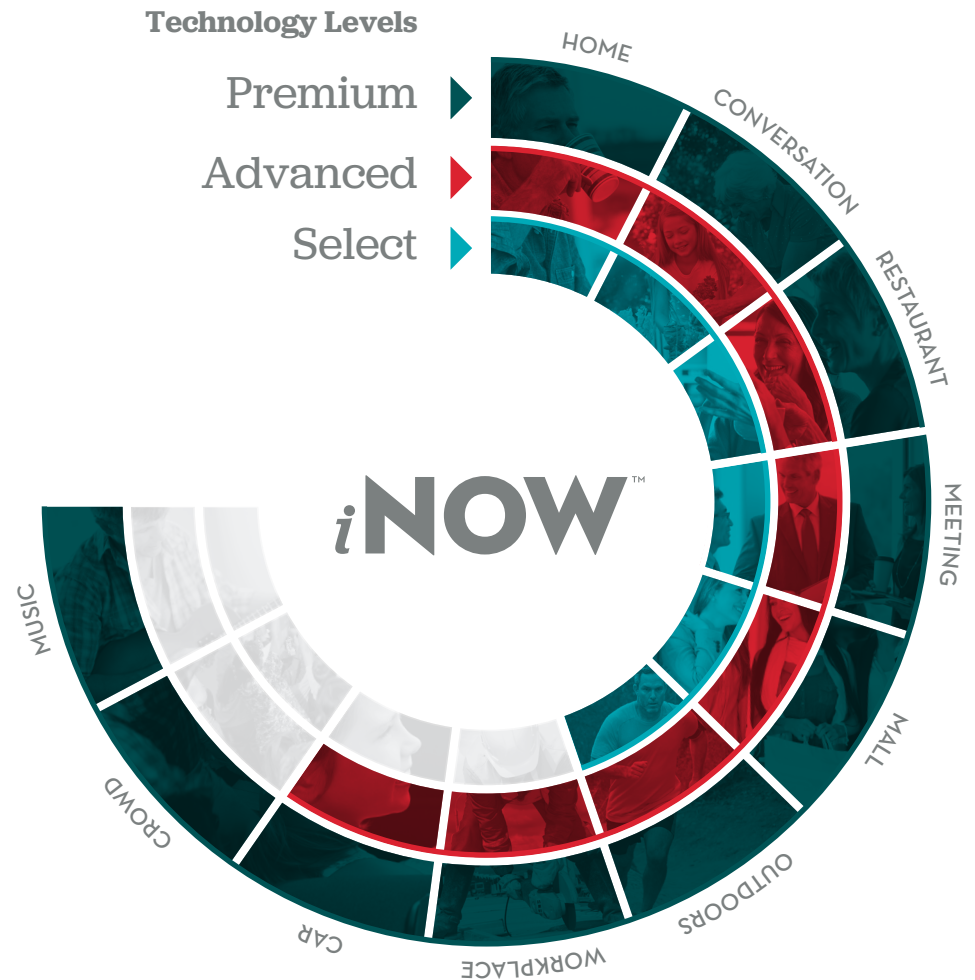 Technology Levels
Premium
Advanced
Select
HOME
CONVERSATION
RESTAURANT
MEETING
MALL
OUTDOORS
WORKPLACE
CAR
CROWD
MUSIC
iNOW™